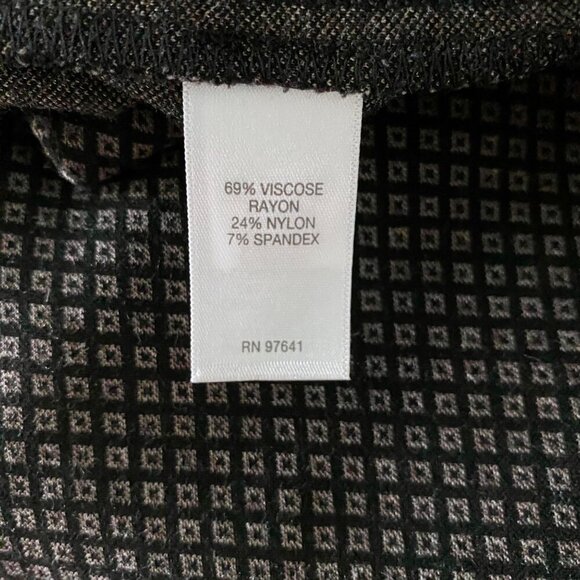 69% VISCOSE
RAYON
24% NYLON
7% SPANDEX
RN 97641